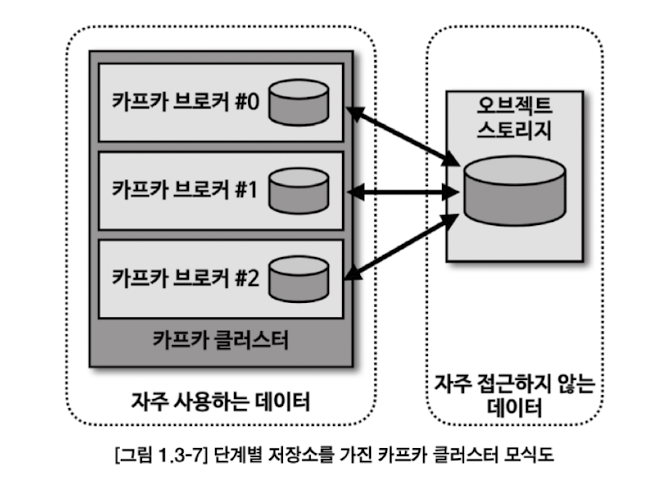 카프카 브로커 #0
카프카 브로커 #1
카프카 브로커 #2
카프카 클러스터
자주 사용하는 데이터
오브젝트
스토리지
자주 접근하지 않는
데이터
[그림 1.3-7] 단계별 저장소를 가진 카프카 클러스터 모식도